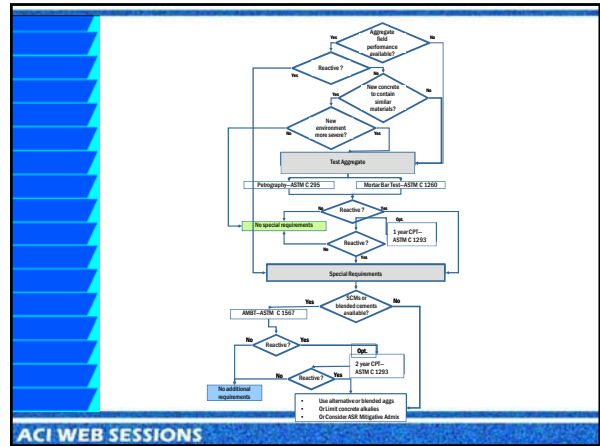 Aggregate
field
performance
available?
Yes
No
Reactive ?
Yes
No
New concrete
to contain
similar
materials?
Yes
No
New
environment
more severe?
No
Yes
Test Aggregate
Petrography--ASTM C 295
Mortar Bar Test--ASTM C 1260
Reactive ?
No
Yes
Opt.
No special requirements
1 year CPT--
ASTM C 1293
Reactive ?
No
Yes
Special Requirements
SCMs or
blended cements
available?
Yes
No
AMBT--ASTM C 1567
Reactive ?
No
Yes
Opt.
2 year CPT--
ASTM C 1293
Reactive ?
No
Yes
No additional
requirements
• Use alternative or blended aggs
• Or Limit concrete alkalies
• Or Consider ASR Mitigative Admix
ACI WEB SESSIONS